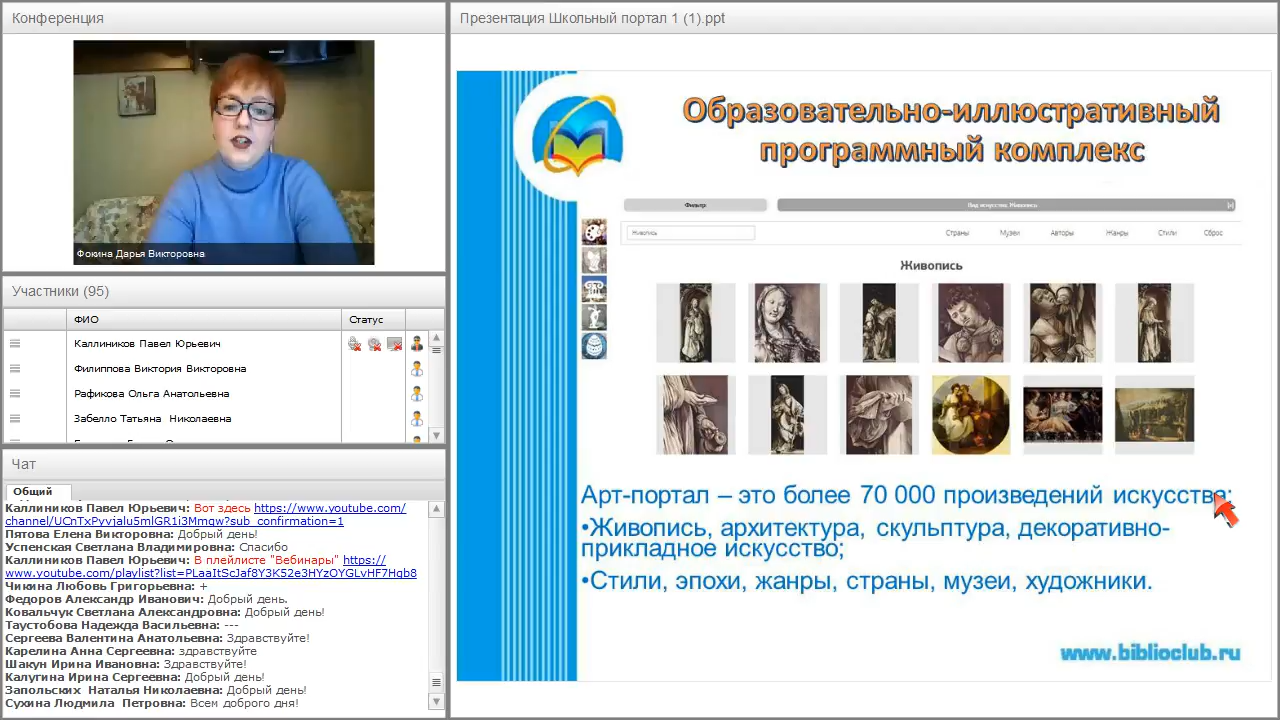 Конференция
Фокина Дарья Викторовна
Участники (95)
ФИО
Статус
Каллиников Павел Юрьевич
Филиппова Виктория Викторовна
Рафикова Ольга Анатольевна
Забелло Татьяна Николаевна
Чат
Общий
Каллиников Павел Юрьевич: Вот здесь https://www.youtube.com/
channel/UCnTxPyvjalu5mlGR1i3Mmqw?sub_confirmation=1
Пятова Елена Викторовна: Добрый день!
Успенская Светлана Владимировна: Спасибо
Каллиников Павел Юрьевич: В плейлисте "Вебинары" https://
www.youtube.com/playlist?list=PLaaItScJaf8Y3K52e3HYzOYGLvHF7Hqb8
Чикина Любовь Григорьевна: +
Федоров Александр Иванович: Добрый день.
Ковальчук Светлана Александровна: Добрый день!
Таустобова Надежда Васильевна: ---
Сергеева Валентина Анатольевна: Здравствуйте!
Карелина Анна Сергеевна: здравствуйте
Шакун Ирина Ивановна: Здравствуйте!
Калугина Ирина Сергеевна: Добрый день!
Запольских Наталья Николаевна: Добрый день!
Сухина Людмила Петровна: Всем доброго дня!
Презентация Школьный портал 1 (1).ppt
Образовательно-иллюстративный
программный комплекс
Фильтр:
Вид искусства: Живопись
Живопись
Страны Музеи Авторы Жанры Стили Сброс
Живопись
Арт-портал – это более 70 000 произведений искусства:
•Живопись, архитектура, скульптура, декоративно-
прикладное искусство;
•Стили, эпохи, жанры, страны, музеи, художники.
www.biblioclub.ru